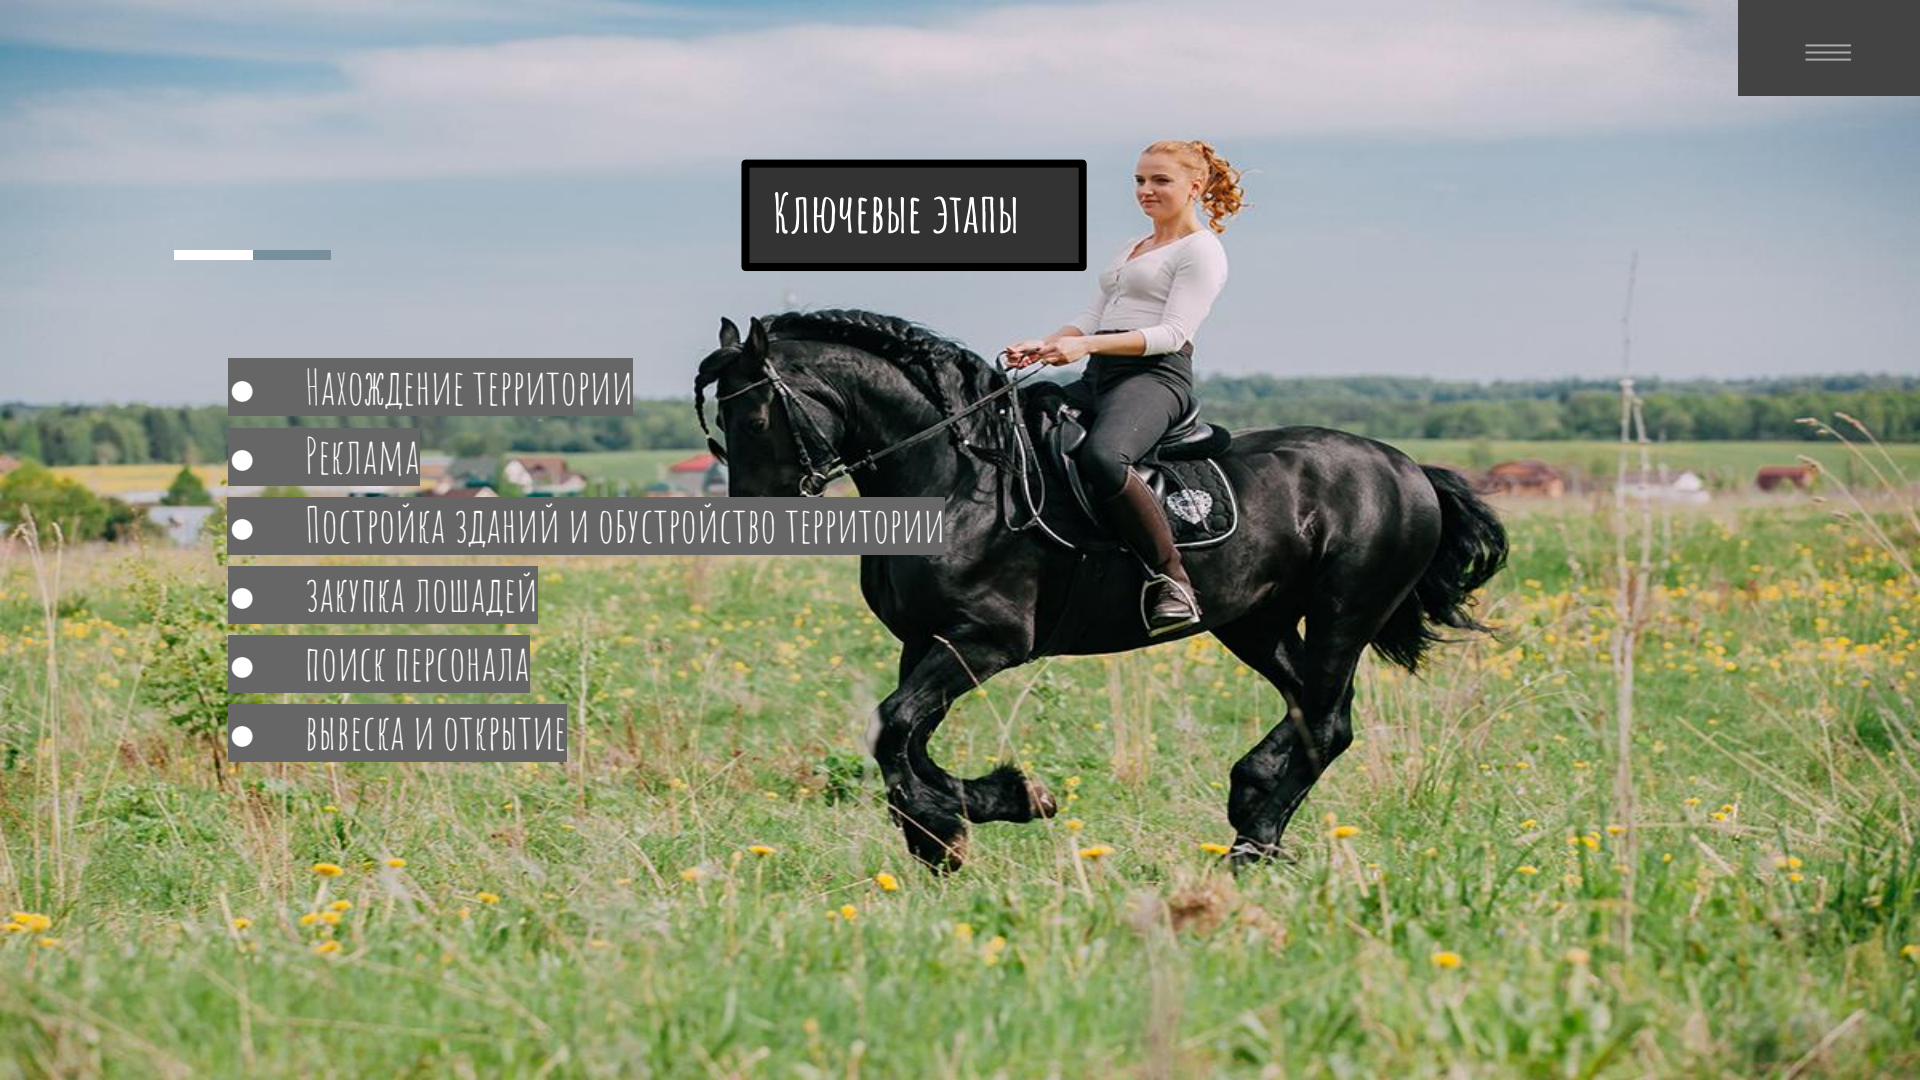 Ключевые этапы
● Нахождение территории
● Реклама
● Постройка зданий и обустройство территории
● закупка лошадей
● поиск персонала
● вывеска и открытие